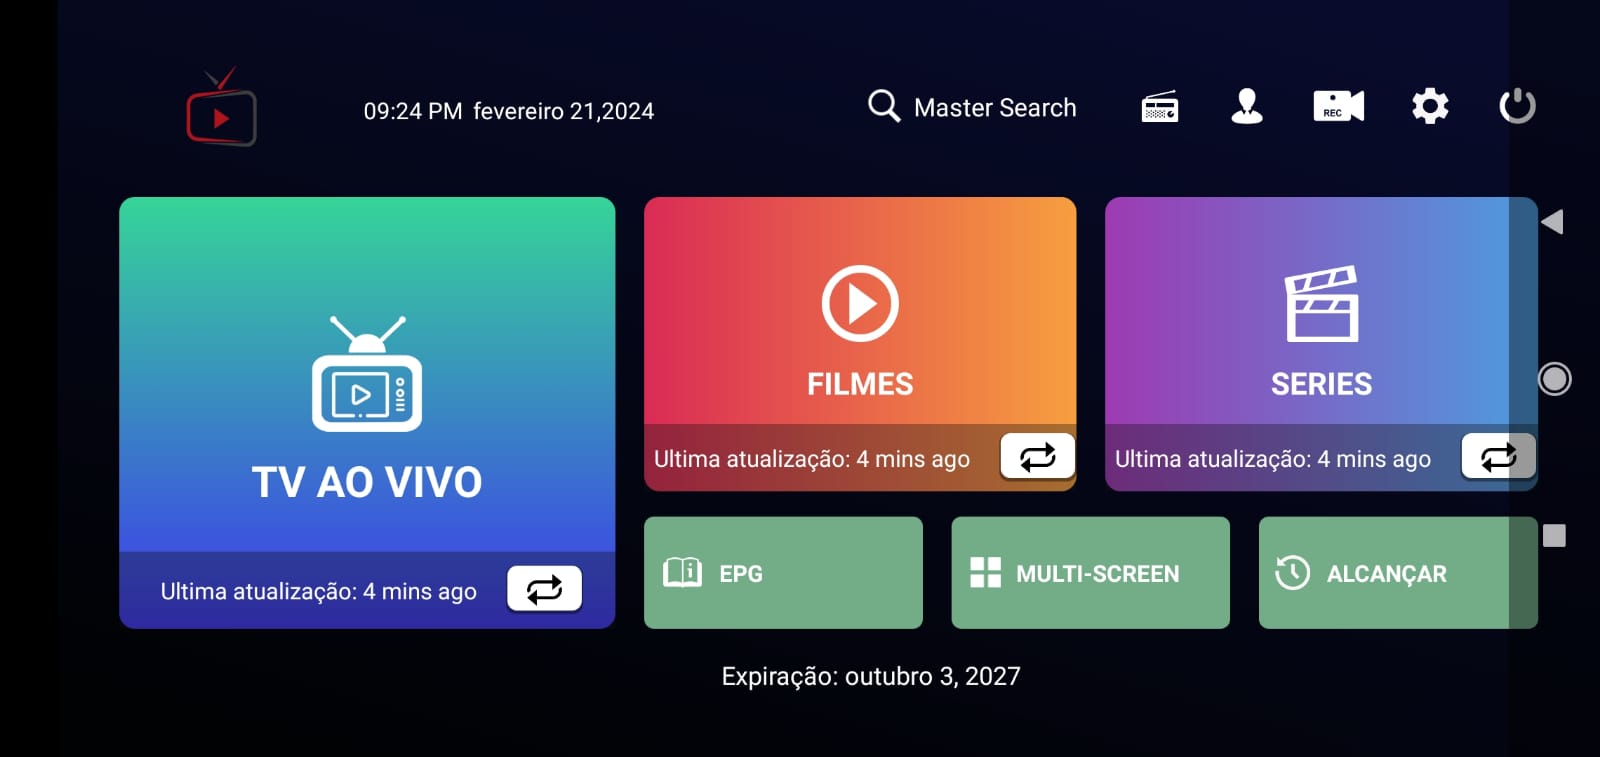 09:24 PM fevereiro 21,2024
Master Search
REC
TV AO VIVO
Ultima atualização: 4 mins ago
FILMES
Ultima atualização: 4 mins ago
SERIES
Ultima atualização: 4 mins ago
EPG
MULTI-SCREEN
ALCANÇAR
Expiração: outubro 3, 2027